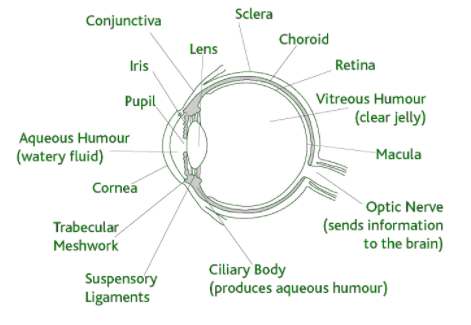 Sclera
Conjunctiva
Choroid
Lens
Iris
Retina
Pupil
Vitreous Humour
(clear jelly)
Aqueous Humour
(watery fluid)
Macula
Cornea
Optic Nerve
(sends information
to the brain)
Trabecular
Meshwork
Ciliary Body
(produces aqueous humour)
Suspensory
Ligaments